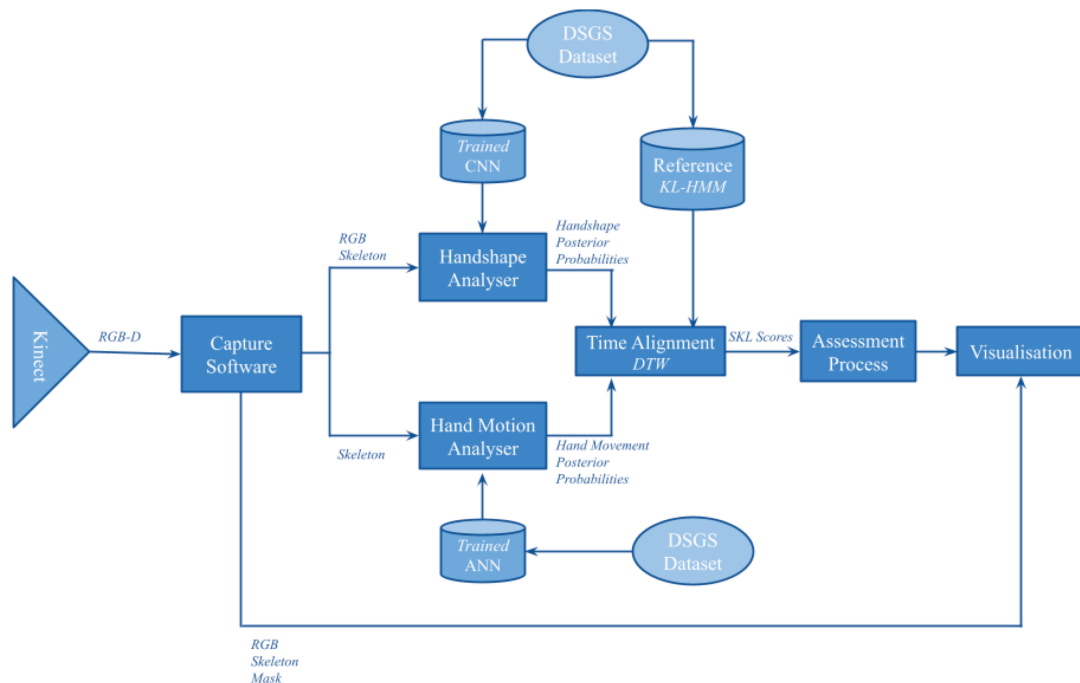 DSGS
Dataset
Trained
CNN
Reference
KL-HMM
RGB
Skeleton
Handshape
Analyser
Handshape
Posterior
Probabilities
Kinect
RGB-D
Capture
Software
Time Alignment
DTW
SKL Scores
Assessment
Process
Visualisation
Skeleton
Hand Motion
Analyser
Hand Movement
Posterior
Probabilities
Trained
ANN
DSGS
Dataset
RGB
Skeleton
Mask